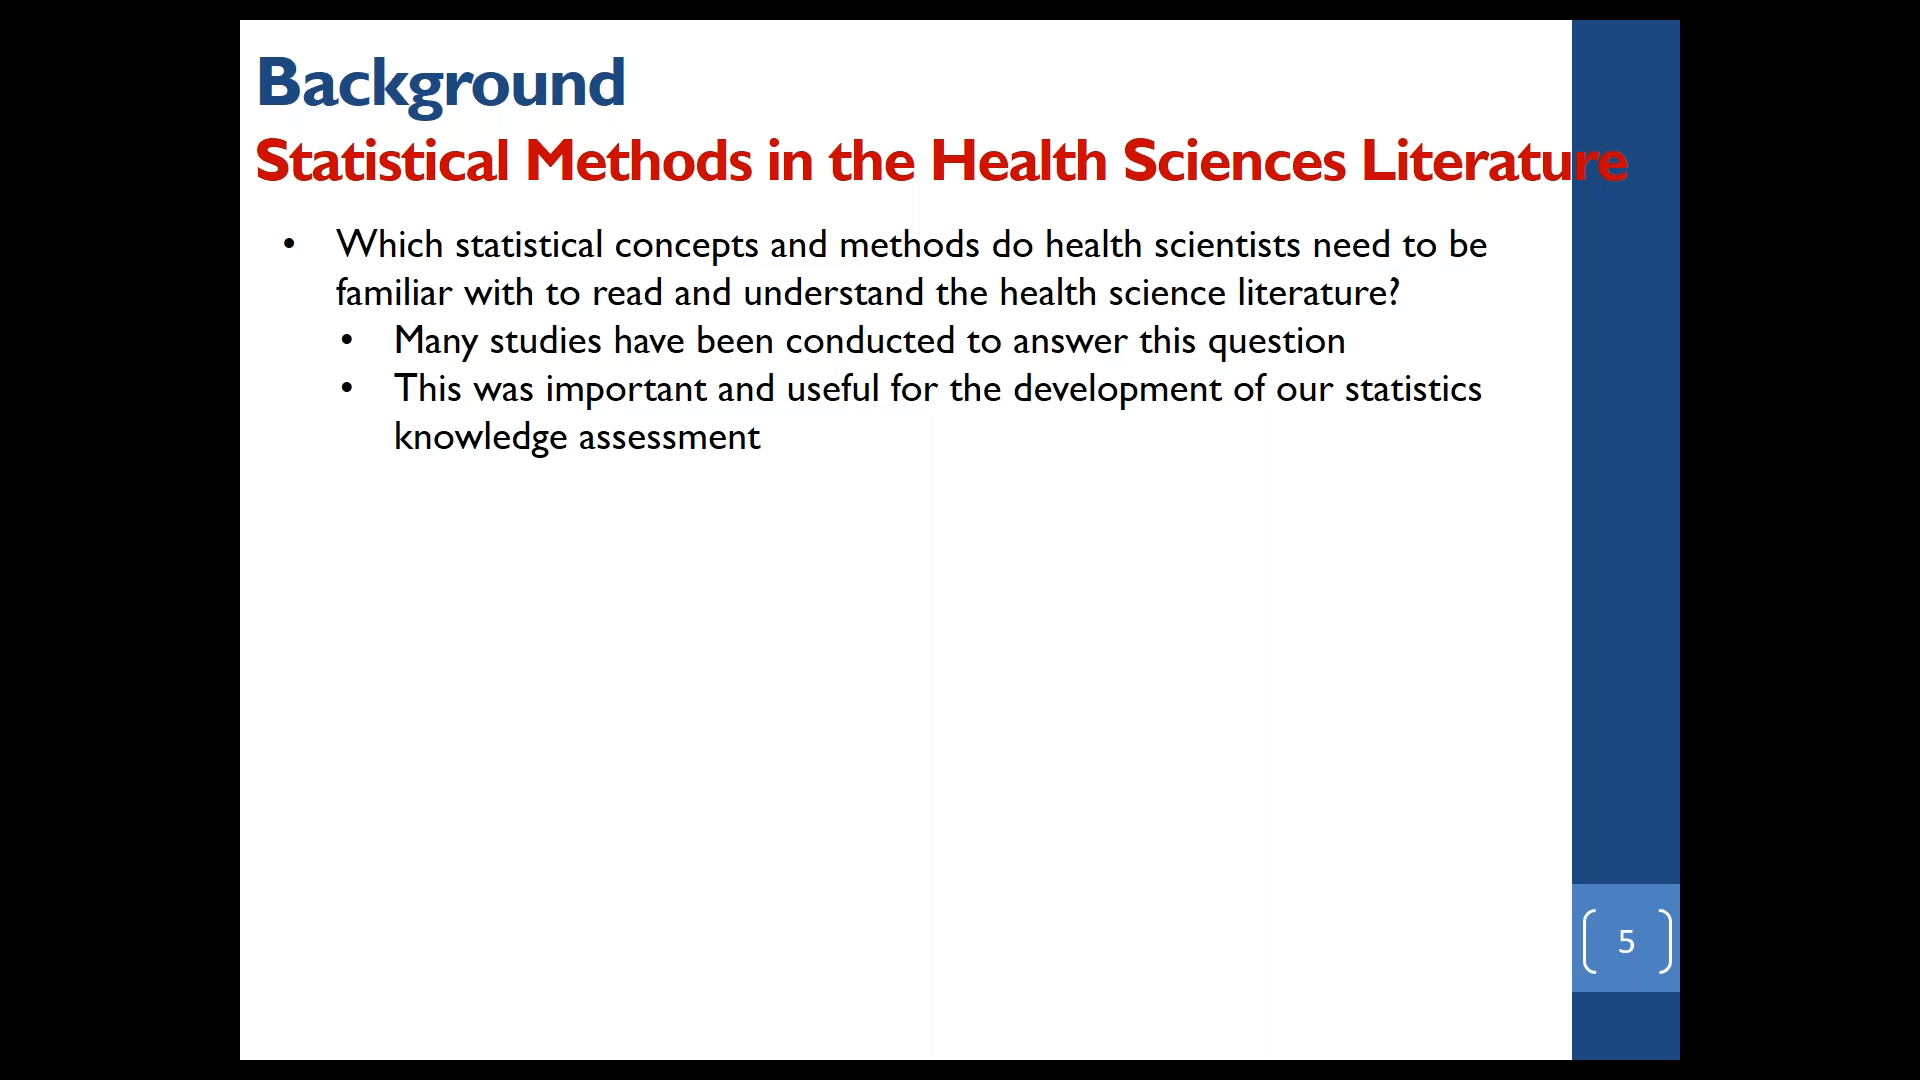 Background
Statistical Methods in the Health Sciences Literature
• Which statistical concepts and methods do health scientists need to be
familiar with to read and understand the health science literature?
• Many studies have been conducted to answer this question
• This was important and useful for the development of our statistics
knowledge assessment
5